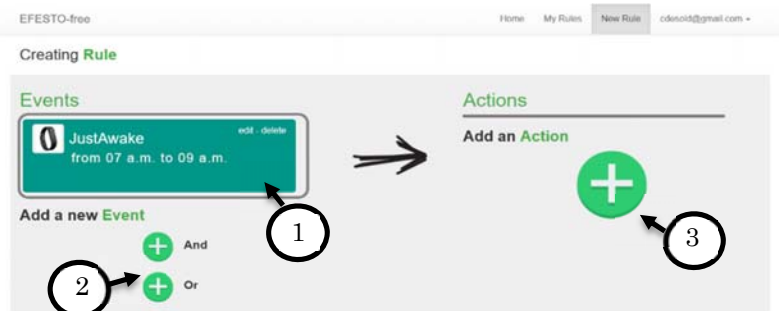 EFESTO-free Home My Rules New Rule cdesold@gmail.com
Creating Rule
Events
JustAwake edit - delete
from 07 a.m. to 09 a.m.
Add a new Event
And
Or
Actions
Add an Action
1
2
3